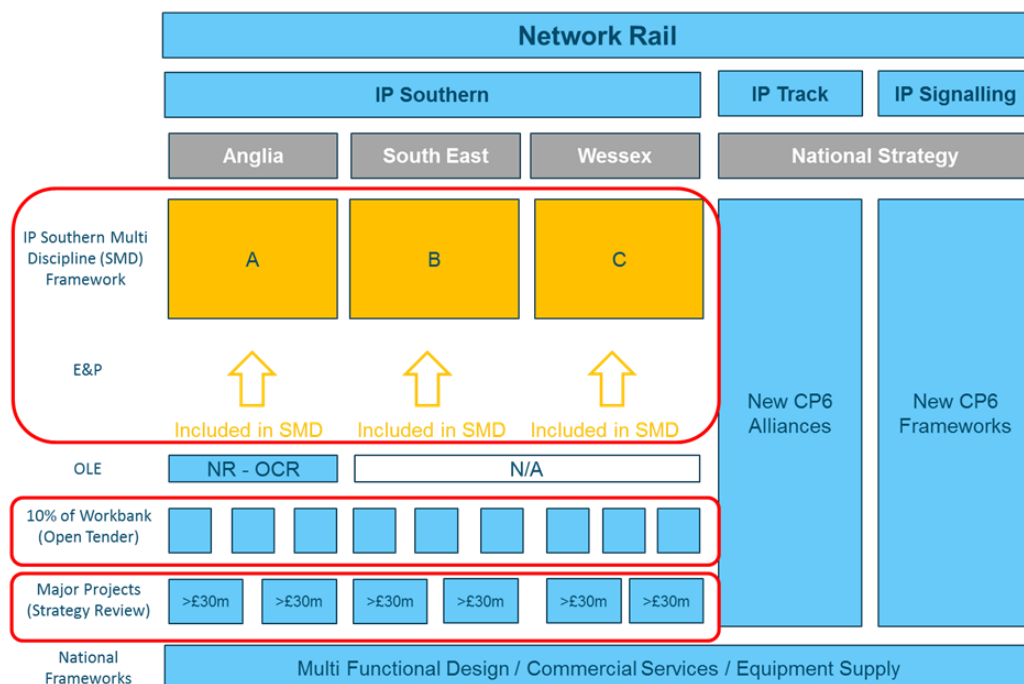 Network Rail
IP Southern
IP Track
IP Signalling
Anglia
South East
Wessex
National Strategy
IP Southern Multi
Discipline (SMD)
Framework
A
B
C
E&P
Included in SMD
Included in SMD
Included in SMD
New CP6
Alliances
New CP6
Frameworks
OLE
NR - OCR
N/A
10% of Workbank
(Open Tender)
Major Projects
(Strategy Review)
>£30m
>£30m
>£30m
>£30m
>£30m
>£30m
National
Frameworks
Multi Functional Design / Commercial Services / Equipment Supply